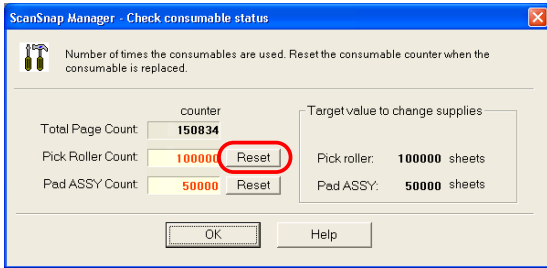 ScanSnap Manager - Check consumable status
Number of times the consumables are used. Reset the consumable counter when the
consumable is replaced.
counter
Target value to change supplies
Total Page Count: 150834
Pick Roller Count: 100000 Reset
Pick roller: 100000 sheets
Pad ASSY Count: 50000 Reset
Pad ASSY: 50000 sheets
OK
Help